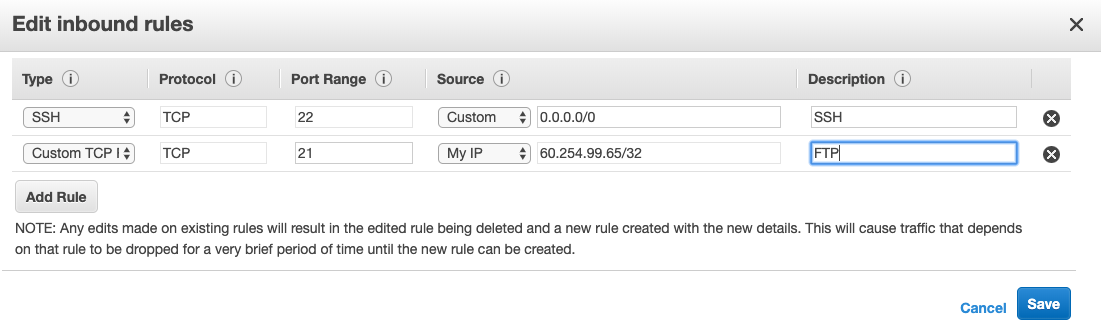 Edit inbound rules
Type Protocol Port Range Source Description
SSH TCP 22 Custom 0.0.0.0/0 SSH
Custom TCP I TCP 21 My IP 60.254.99.65/32 FTP
Add Rule
NOTE: Any edits made on existing rules will result in the edited rule being deleted and a new rule created with the new details. This will cause traffic that depends
on that rule to be dropped for a very brief period of time until the new rule can be created.
Cancel Save